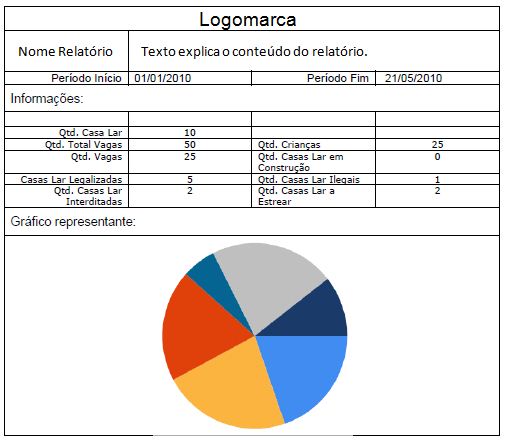 Logomarca
Nome Relatório Texto explica o conteúdo do relatório.
Período Início 01/01/2010 Período Fim 21/05/2010
Informações:
Qtd. Casa Lar 10
Qtd. Total Vagas 50 Qtd. Crianças 25
Qtd. Vagas 25 Qtd. Casas Lar em 0
Construção
Casas Lar Legalizadas 5 Qtd. Casas Lar Ilegais 1
Qtd. Casas Lar 2 Qtd. Casas Lar a 2
Interditadas Estrear
Gráfico representante: